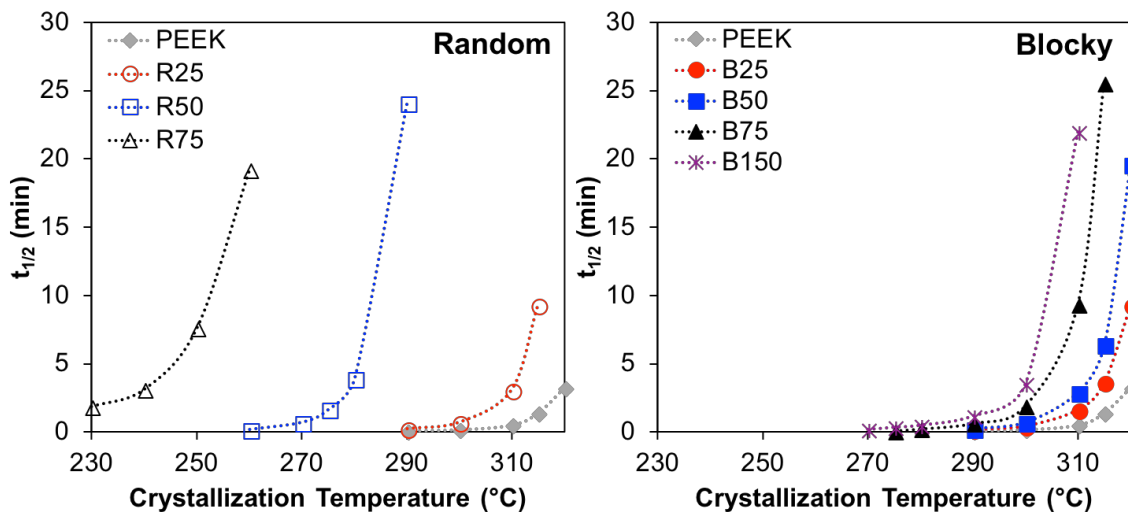 Random
PEEK
R25
R50
R75
30
25
20
15
10
5
0
t1/2 (min)
230
250
270
290
310
Crystallization Temperature (°C)
Blocky
PEEK
B25
B50
B75
B150
30
25
20
15
10
5
0
t1/2 (min)
230
250
270
290
310
Crystallization Temperature (°C)